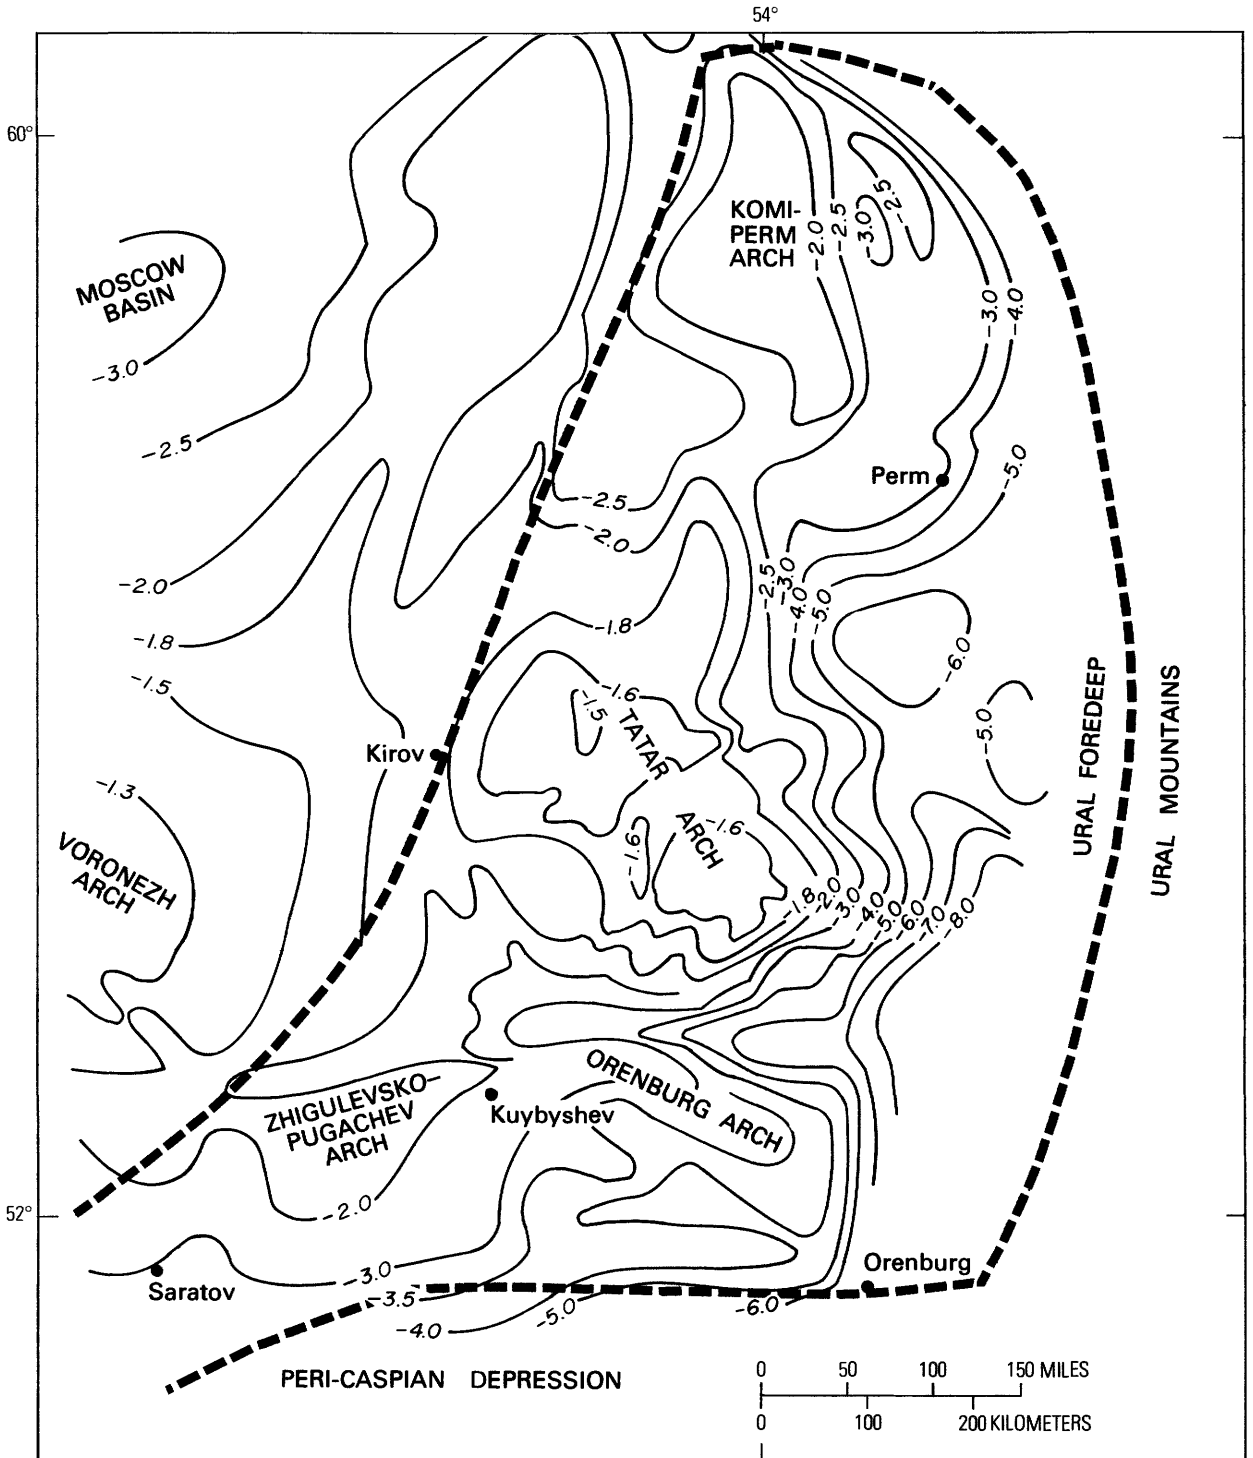 54°
60°
KOMI-
PERM
ARCH
-2.0
-2.5
-3.0
-2.5
MOSCOW
BASIN
-3.0
-3.0
-4.0
-2.5
Perm
-5.0
-2.5
-2.0
-2.0
-2.5
-3.0
-4.0
-5.0
-1.8
-1.8
-6.0
-1.5
-1.6
-1.5
TATAR
ARCH
-5.0
URAL FOREDEEP
URAL MOUNTAINS
Kirov
-1.3
VORONEZH
ARCH
-1.6
-1.6
-1.8
-2.0
-3.0
-4.0
-5.0
-6.0
-7.0
-8.0
ORENBURG ARCH
ZHIGULEVSKO-
PUGACHEV
ARCH
Kuybyshev
-2.0
52°
Orenburg
-3.0
Saratov
-3.5
-6.0
-5.0
-4.0
PERI-CASPIAN DEPRESSION
0 50 100 150 MILES
0 100 200 KILOMETERS